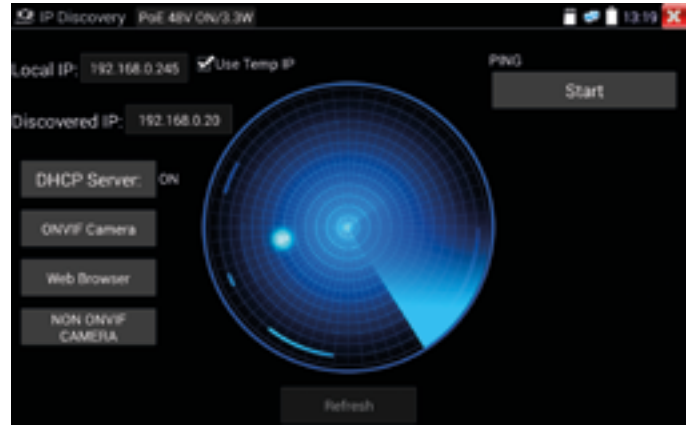 IP Discovery PoE 48V ON/3.3W 13:19
Local IP: 192.168.0.245 Use Temp IP
PING
Start
Discovered IP: 192.168.0.20
DHCP Server: ON
ONVIF Camera
Web Browser
NON ONVIF
CAMERA
Refresh